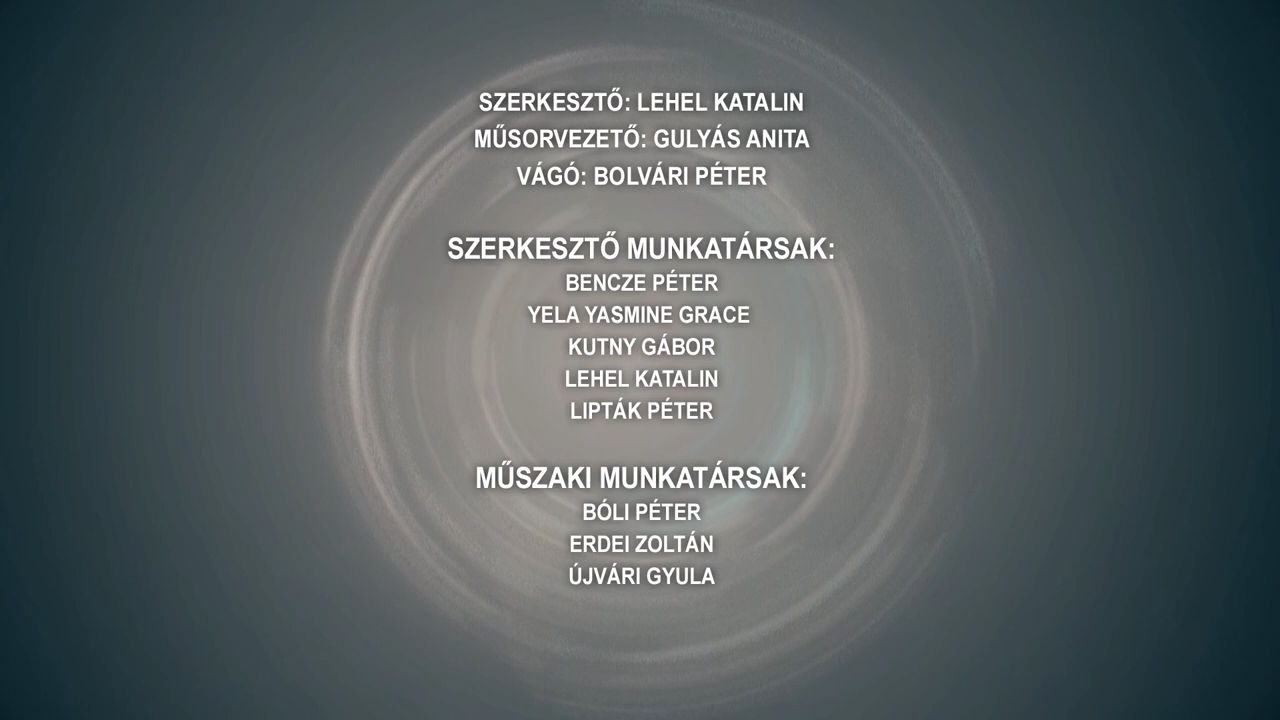 SZERKESZTŐ: LEHEL KATALIN
MŰSORVEZETŐ: GULYÁS ANITA
VÁGÓ: BOLVÁRI PÉTER
SZERKESZTŐ MUNKATÁRSAK:
BENCZE PÉTER
YELA YASMINE GRACE
KUTNY GÁBOR
LEHEL KATALIN
LIPTÁK PÉTER
MŰSZAKI MUNKATÁRSAK:
BÓLI PÉTER
ERDEI ZOLTÁN
ÚJVÁRI GYULA